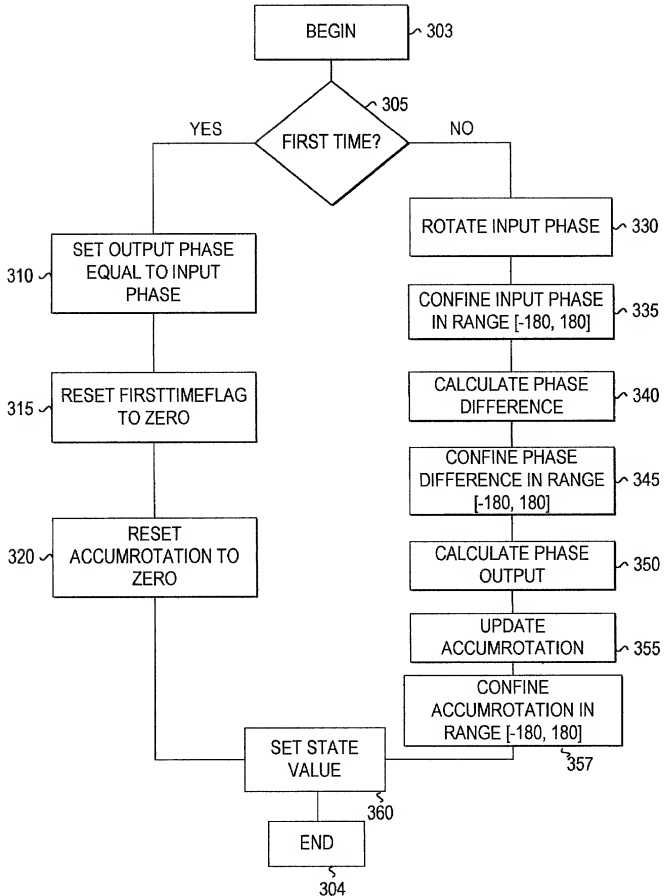 BEGIN
303
305
FIRST TIME?
YES
NO
310
SET OUTPUT PHASE
EQUAL TO INPUT
PHASE
315
RESET FIRSTTIMEFLAG
TO ZERO
320
RESET
ACCUMROTATION TO
ZERO
ROTATE INPUT PHASE
330
CONFINE INPUT PHASE
IN RANGE [-180, 180]
335
CALCULATE PHASE
DIFFERENCE
340
CONFINE PHASE
DIFFERENCE IN RANGE
[-180, 180]
345
CALCULATE PHASE
OUTPUT
350
UPDATE
ACCUMROTATION
355
CONFINE
ACCUMROTATION IN
RANGE [-180, 180]
357
SET STATE
VALUE
360
END
304